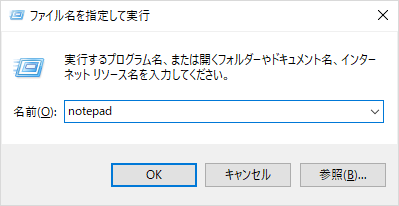 ファイル名を指定して実行
実行するプログラム名、または開くフォルダーやドキュメント名、インター
ネット リソース名を入力してください。
名前(O): notepad
OK キャンセル 参照(B)...